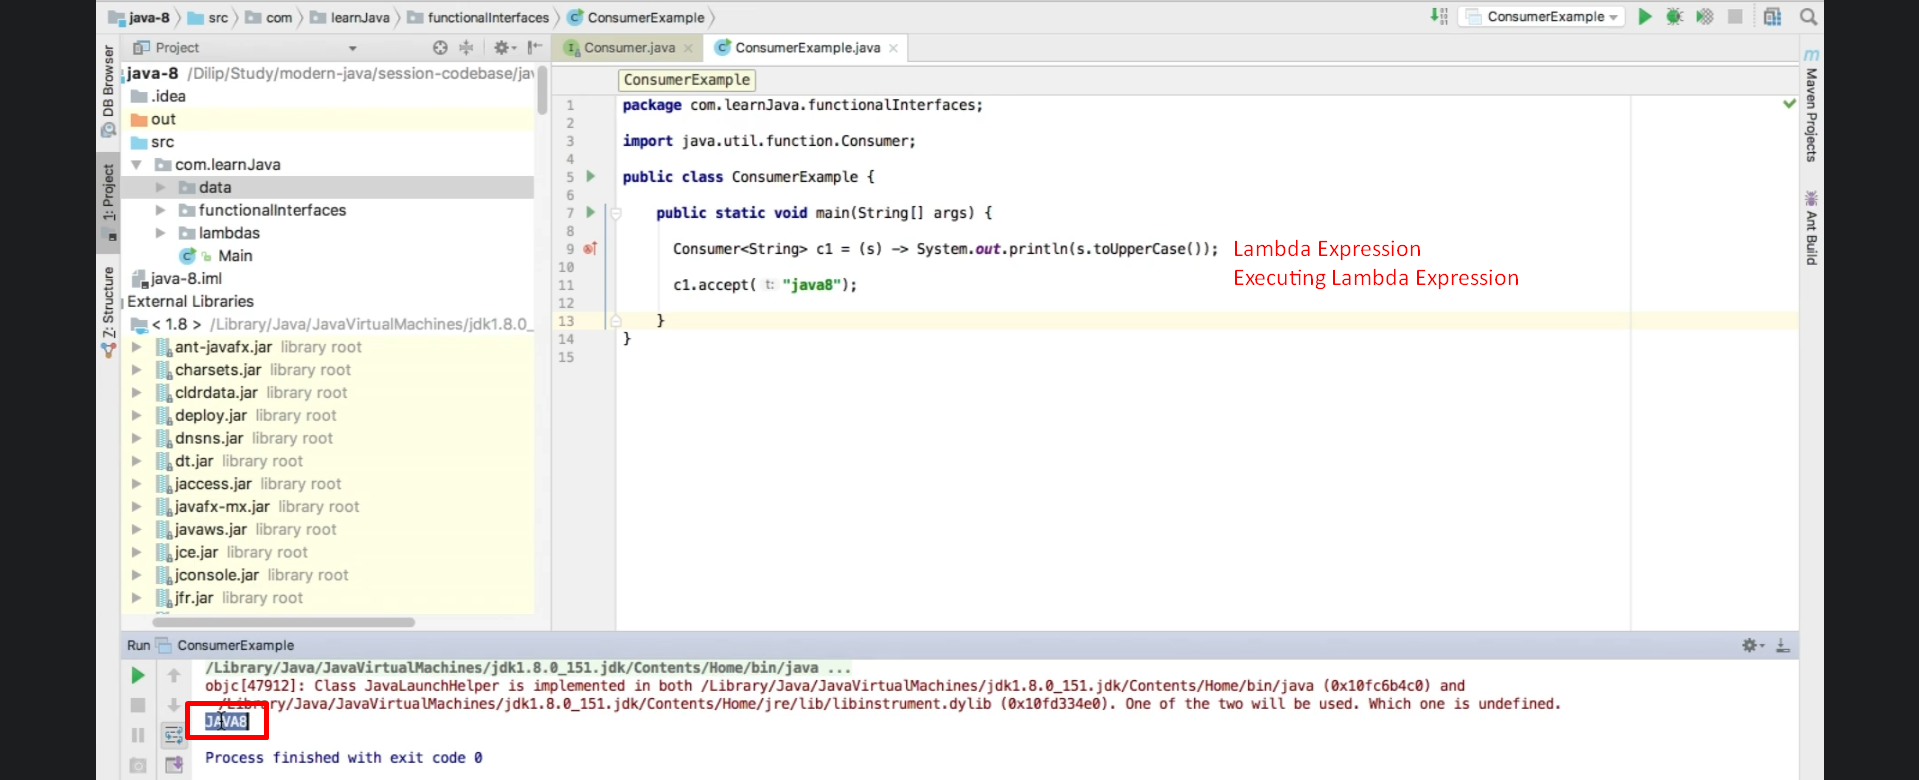 java-8 src com learnJava functionalInterfaces ConsumerExample
ConsumerExample
Project
Consumer.java
ConsumerExample.java
DB Browser
1: Project
Z: Structure
java-8 /Dilip/Study/modern-java/session-codebase/jav
.idea
out
src
com.learnJava
data
functionalInterfaces
lambdas
Main
java-8.iml
External Libraries
< 1.8 > /Library/Java/JavaVirtualMachines/jdk1.8.0_
ant-javafx.jar library root
charsets.jar library root
cldrdata.jar library root
deploy.jar library root
dnsns.jar library root
dt.jar library root
jaccess.jar library root
javafx-mx.jar library root
javaws.jar library root
jce.jar library root
jconsole.jar library root
jfr.jar library root
ConsumerExample
1 package com.learnJava.functionalInterfaces;
2
3 import java.util.function.Consumer;
4
5 public class ConsumerExample {
6
7 public static void main(String[] args) {
8
9 Consumer<String> c1 = (s) -> System.out.println(s.toUpperCase()); Lambda Expression
10
Executing Lambda Expression
11 c1.accept( t: "java8");
12
13 }
14 }
15
Maven Projects
Ant Build
Run ConsumerExample
/Library/Java/JavaVirtualMachines/jdk1.8.0_151.jdk/Contents/Home/bin/java ...
objc[47912]: Class JavaLaunchHelper is implemented in both /Library/Java/JavaVirtualMachines/jdk1.8.0_151.jdk/Contents/Home/bin/java (0x10fc6b4c0) and
/Library/Java/JavaVirtualMachines/jdk1.8.0_151.jdk/Contents/Home/jre/lib/libinstrument.dylib (0x10fd334e0). One of the two will be used. Which one is undefined.
JAVA8
Process finished with exit code 0